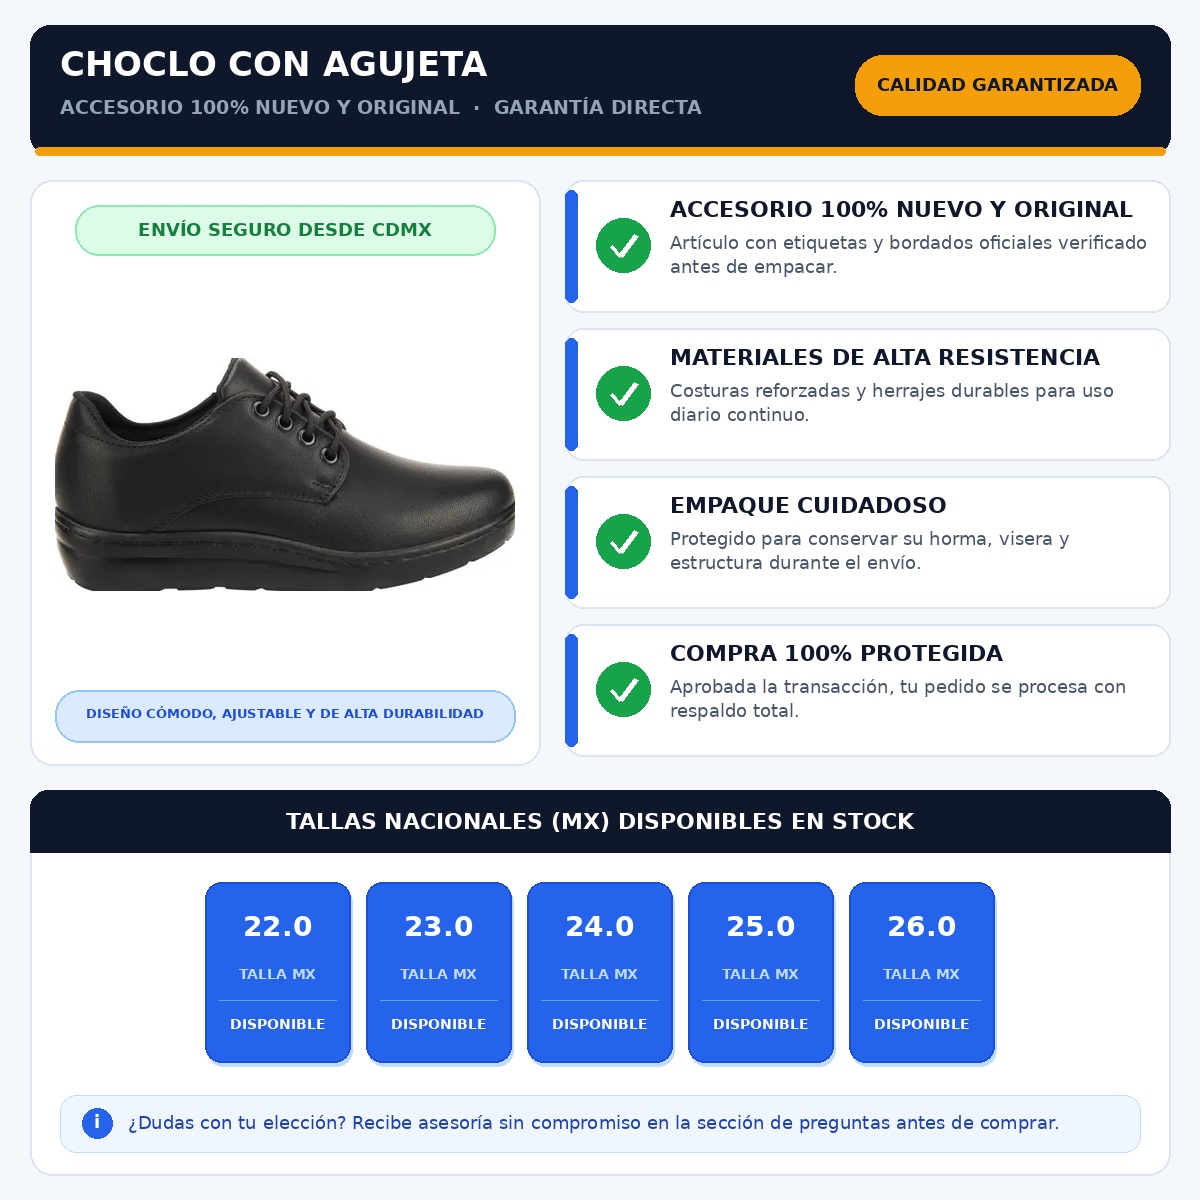 CHOCLO CON AGUJETA
ACCESORIO 100% NUEVO Y ORIGINAL · GARANTÍA DIRECTA
CALIDAD GARANTIZADA
ENVÍO SEGURO DESDE CDMX
DISEÑO CÓMODO, AJUSTABLE Y DE ALTA DURABILIDAD
ACCESORIO 100% NUEVO Y ORIGINAL
Artículo con etiquetas y bordados oficiales verificado
antes de empacar.
MATERIALES DE ALTA RESISTENCIA
Costuras reforzadas y herrajes durables para uso
diario continuo.
EMPAQUE CUIDADOSO
Protegido para conservar su horma, visera y
estructura durante el envío.
COMPRA 100% PROTEGIDA
Aprobada la transacción, tu pedido se procesa con
respaldo total.
TALLAS NACIONALES (MX) DISPONIBLES EN STOCK
22.0
TALLA MX
DISPONIBLE
23.0
TALLA MX
DISPONIBLE
24.0
TALLA MX
DISPONIBLE
25.0
TALLA MX
DISPONIBLE
26.0
TALLA MX
DISPONIBLE
i ¿Dudas con tu elección? Recibe asesoría sin compromiso en la sección de preguntas antes de comprar.